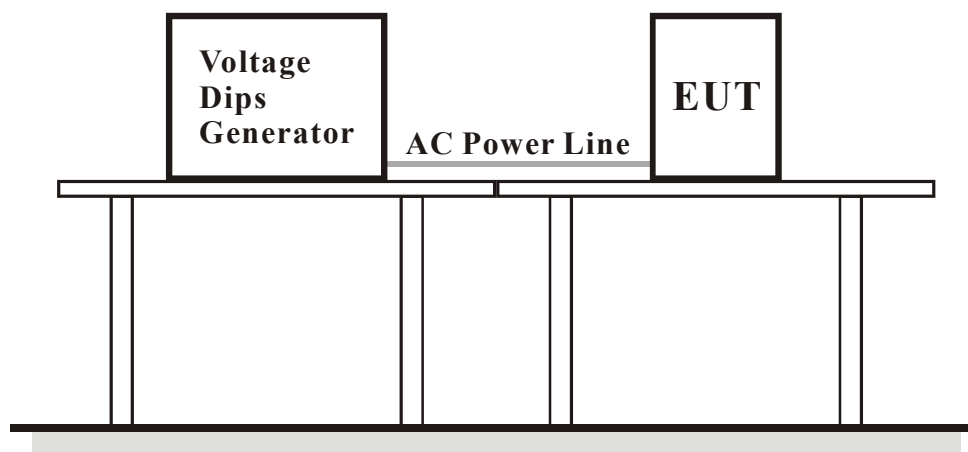 Voltage
Dips
Generator
AC Power Line
EUT